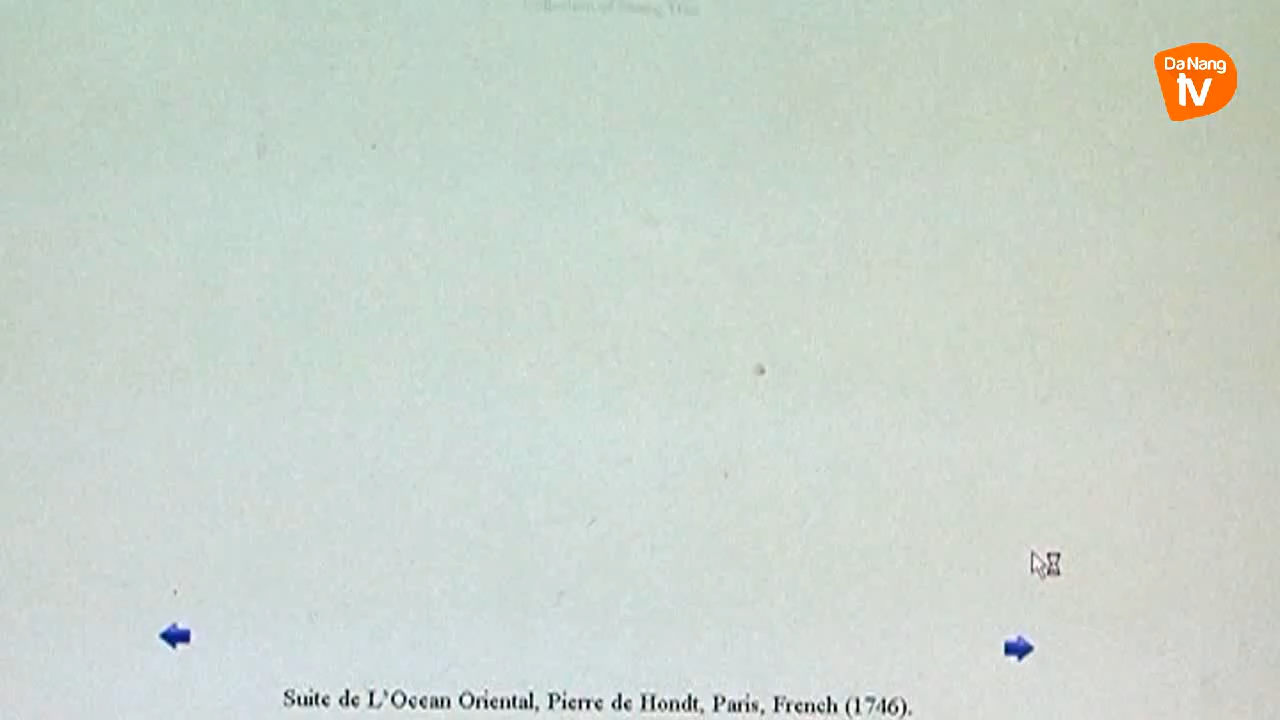 Da Nang
tv
Suite de L'Ocean Oriental, Pierre de Hondt, Paris, French (1746).